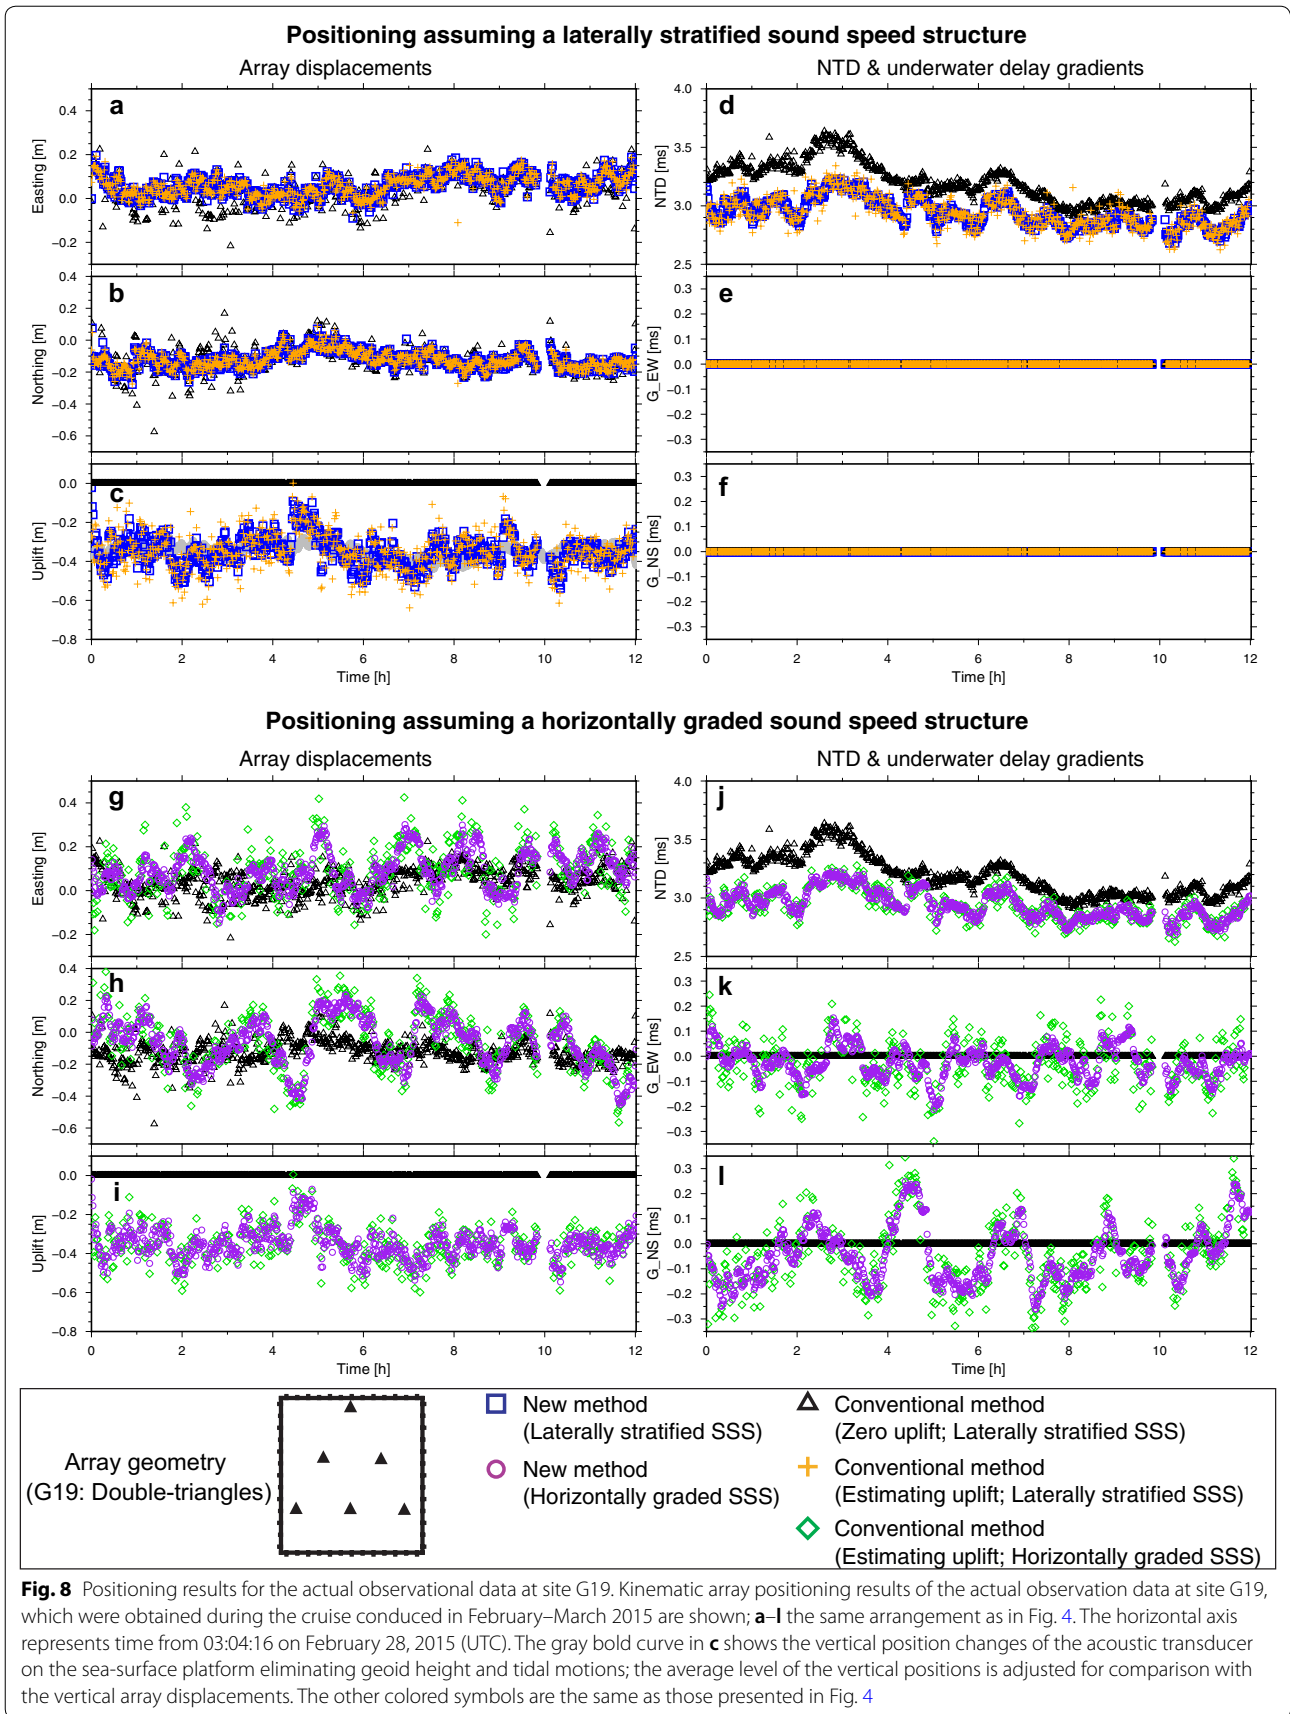 Positioning assuming a laterally stratified sound speed structure
Array displacements
NTD & underwater delay gradients
a
0.4
0.2
0.0
−0.2
Easting [m]
d
4.0
3.5
3.0
2.5
NTD [ms]
b
0.4
0.2
0.0
−0.2
−0.4
−0.6
Northing [m]
e
0.3
0.2
0.1
0.0
−0.1
−0.2
−0.3
G_EW [ms]
c
0.0
−0.2
−0.4
−0.6
−0.8
Uplift [m]
0 2 4 6 8 10 12
Time [h]
f
0.3
0.2
0.1
0.0
−0.1
−0.2
−0.3
G_NS [ms]
0 2 4 6 8 10 12
Time [h]
Positioning assuming a horizontally graded sound speed structure
Array displacements
NTD & underwater delay gradients
g
0.4
0.2
0.0
−0.2
Easting [m]
j
4.0
3.5
3.0
2.5
NTD [ms]
h
0.4
0.2
0.0
−0.2
−0.4
−0.6
Northing [m]
k
0.3
0.2
0.1
0.0
−0.1
−0.2
−0.3
G_EW [ms]
i
0.0
−0.2
−0.4
−0.6
−0.8
Uplift [m]
0 2 4 6 8 10 12
Time [h]
l
0.3
0.2
0.1
0.0
−0.1
−0.2
−0.3
G_NS [ms]
0 2 4 6 8 10 12
Time [h]
Array geometry
(G19: Double-triangles)
New method
(Laterally stratified SSS)
New method
(Horizontally graded SSS)
Conventional method
(Zero uplift; Laterally stratified SSS)
Conventional method
(Estimating uplift; Laterally stratified SSS)
Conventional method
(Estimating uplift; Horizontally graded SSS)
Fig. 8 Positioning results for the actual observational data at site G19. Kinematic array positioning results of the actual observation data at site G19,
which were obtained during the cruise conduced in February–March 2015 are shown; a–l the same arrangement as in Fig. 4. The horizontal axis
represents time from 03:04:16 on February 28, 2015 (UTC). The gray bold curve in c shows the vertical position changes of the acoustic transducer
on the sea-surface platform eliminating geoid height and tidal motions; the average level of the vertical positions is adjusted for comparison with
the vertical array displacements. The other colored symbols are the same as those presented in Fig. 4